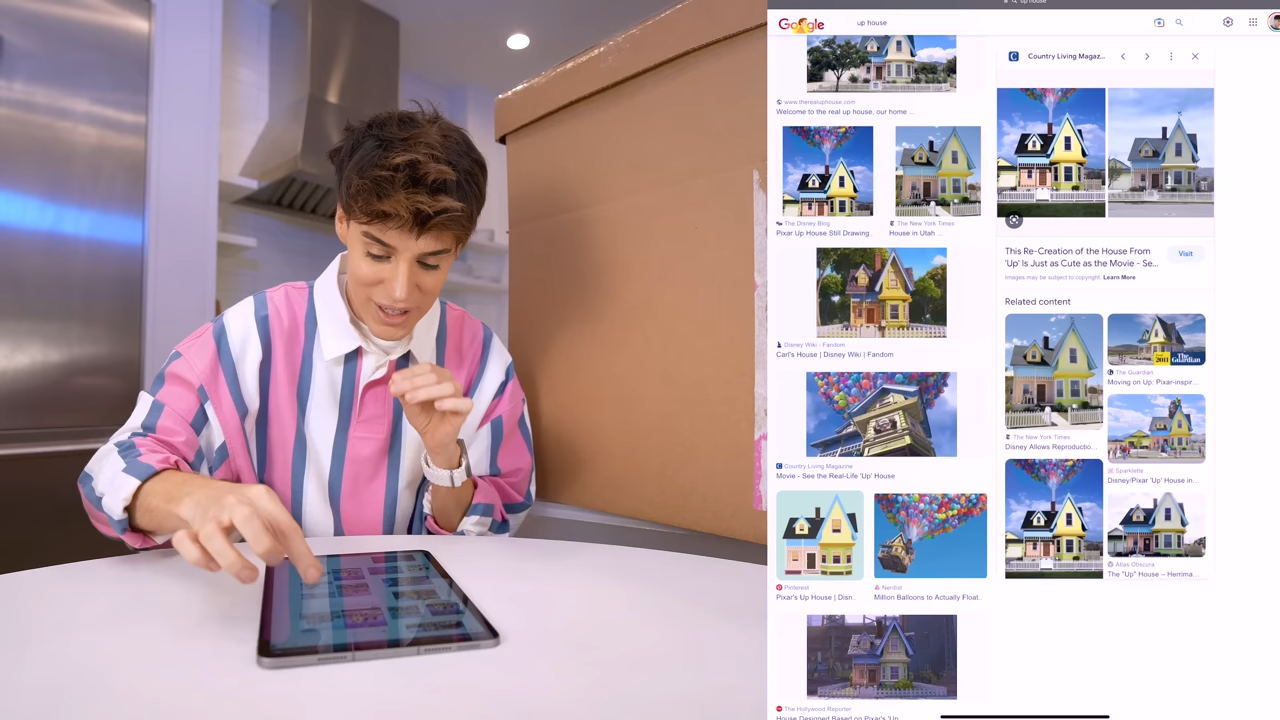 up house
Google
up house
www.therealuphouse.com
Welcome to the real up house, our home ...
The Disney Blog
Pixar Up House Still Drawing..
The New York Times
House in Utah ...
Disney Wiki - Fandom
Carl's House | Disney Wiki | Fandom
Country Living Magazine
Movie - See the Real-Life 'Up' House
Pinterest
Pixar's Up House | Disn..
Nerdist
Million Balloons to Actually Float..
The Hollywood Reporter
House Designed Based on Pixar's 'Up
Country Living Magaz...
This Re-Creation of the House From
'Up' Is Just as Cute as the Movie - Se...
Visit
Images may be subject to copyright. Learn More
Related content
The New York Times
Disney Allows Reproductio...
2011 The Guardian
The Guardian
Moving on Up: Pixar-inspir...
Sparklette
Disney/Pixar 'Up' House in...
Atlas Obscura
The "Up" House – Herrima...